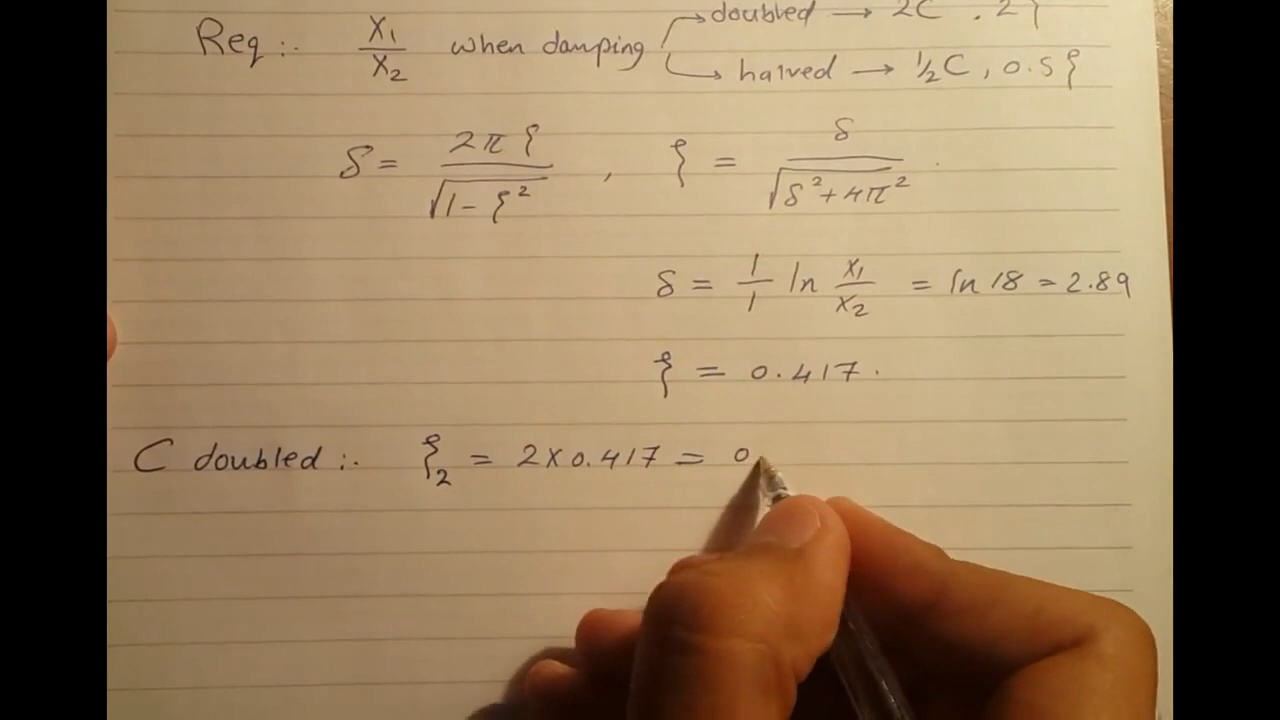 doubled → 2C , 2ξ
Req :- X1/X2 when damping
halved → ½C, 0.5ξ
δ = 2πξ/√(1-ξ²) , ξ = δ/√(δ²+4π²)
δ = 1/1 ln X1/X2 = ln 18 = 2.89
ξ = 0.417.
C doubled :- ξ2 = 2×0.417 = 0.